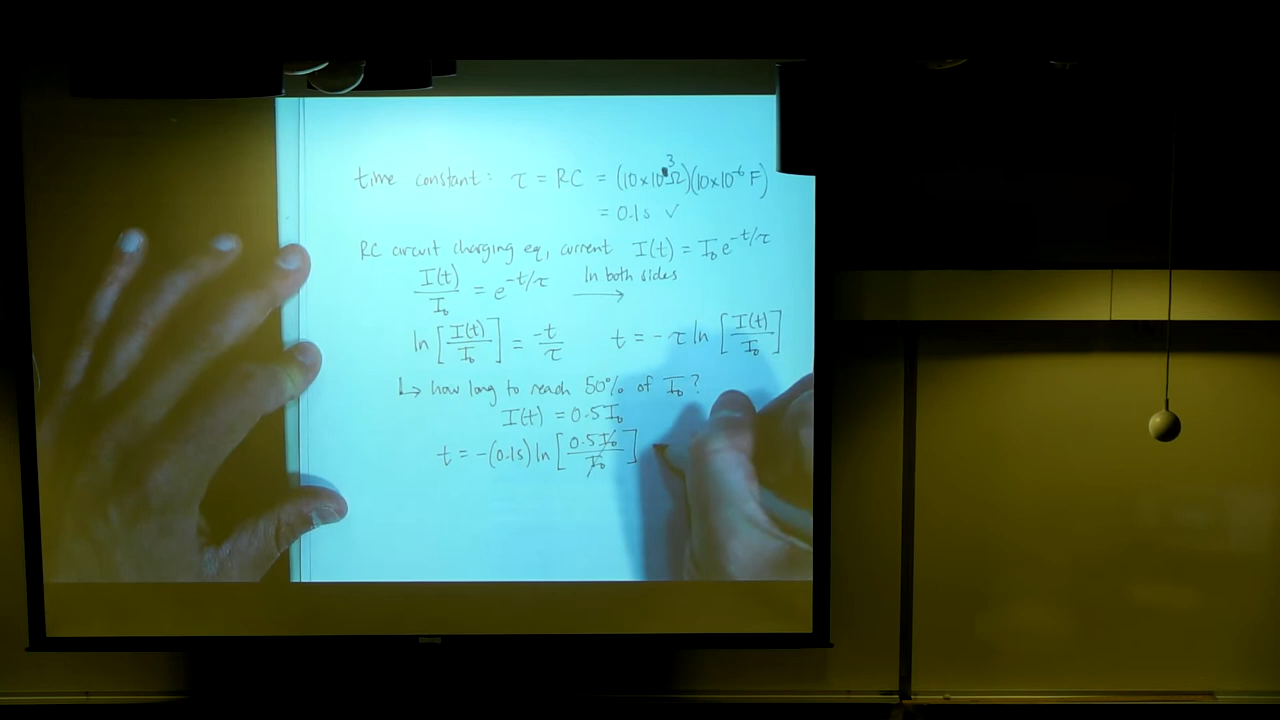 time constant: τ = RC = (10×10³Ω)(10×10⁻⁶ F)
= 0.1s ✓
RC circuit charging eq, current I(t) = I₀e^(-t/τ)
I(t)/I₀ = e^(-t/τ) ln both sides →
ln[I(t)/I₀] = -t/τ t = -τ ln[I(t)/I₀]
↳ how long to reach 50% of I₀?
I(t) = 0.5I₀
t = -(0.1s) ln[0.5I₀/I₀]